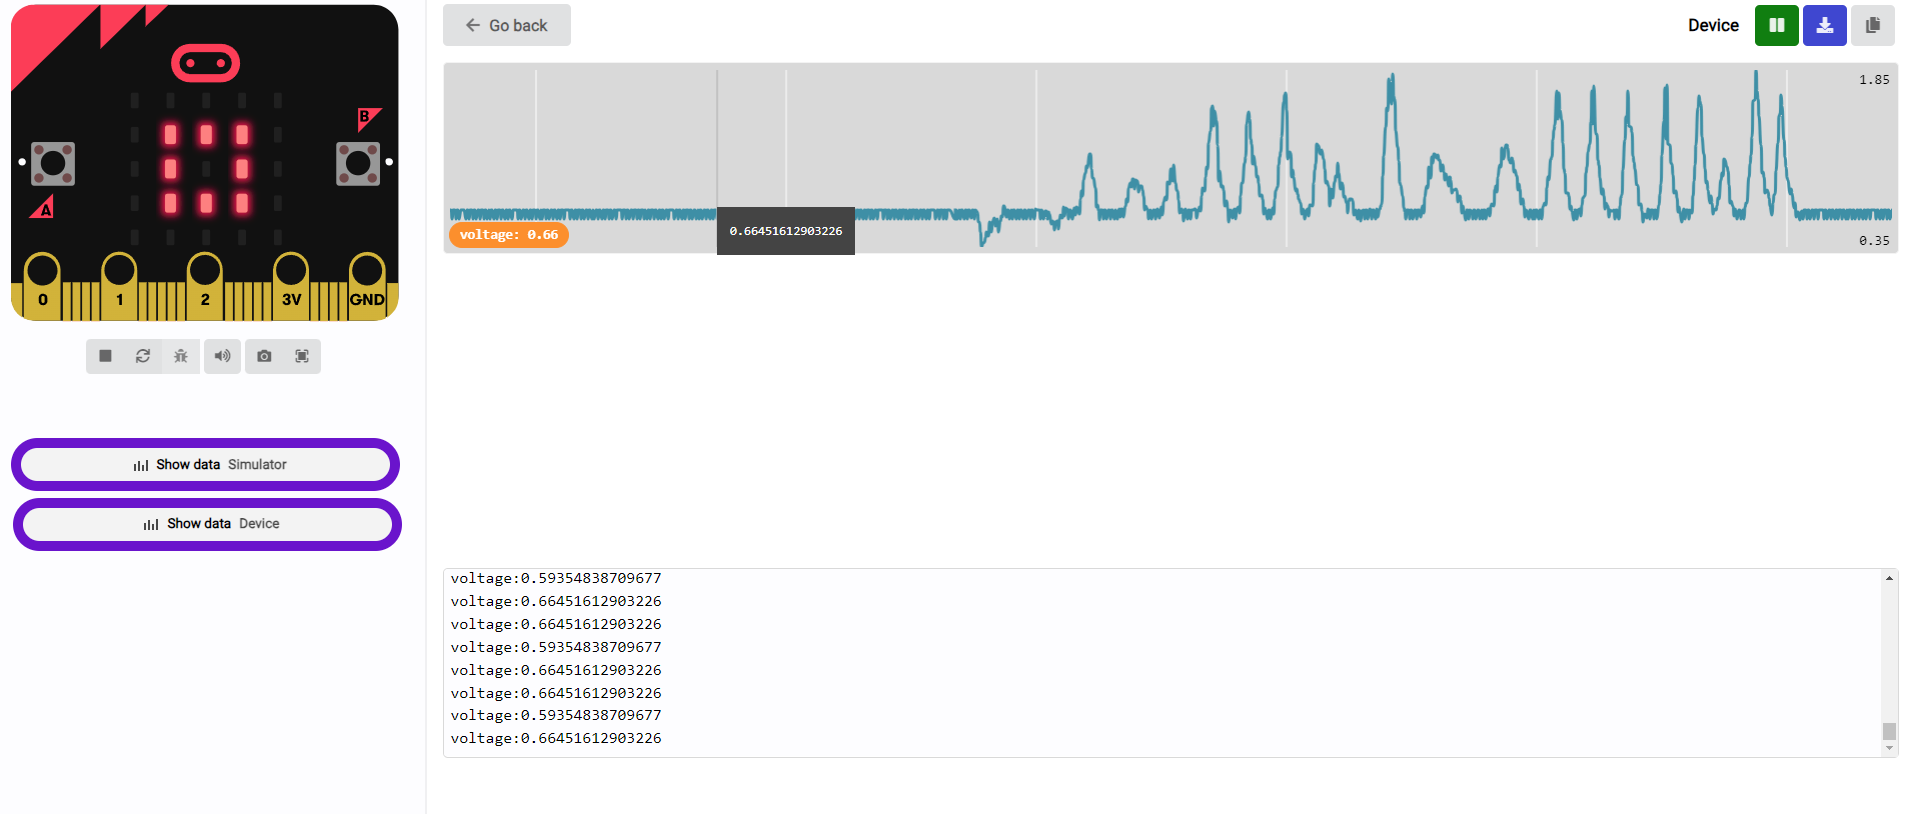 Go back
Device
1.85
voltage: 0.66
0.66451612903226
0.35
B
A
0 1 2 3V GND
Show data Simulator
Show data Device
voltage:0.59354838709677
voltage:0.66451612903226
voltage:0.66451612903226
voltage:0.59354838709677
voltage:0.66451612903226
voltage:0.66451612903226
voltage:0.59354838709677
voltage:0.66451612903226